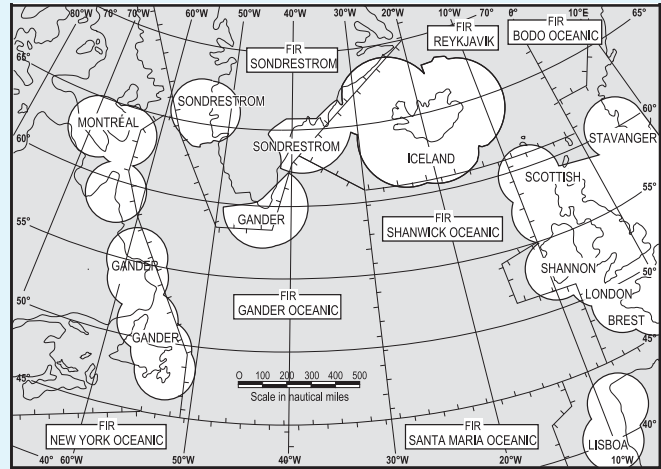 80°W 70°W 60°W 50°W 40°W 30°W 20°W 10°W 70° 0° 10°E 65°
FIR
SONDRESTROM
FIR
REYKJAVIK
FIR
BODO OCEANIC
65°
60°
55°
50°
45°
60°
55°
50°
45°
40°
MONTRÉAL
SONDRESTROM
SONDRESTROM
ICELAND
STAVANGER
SCOTTISH
GANDER
FIR
SHANWICK OCEANIC
GANDER
SHANNON
LONDON
BREST
FIR
GANDER OCEANIC
GANDER
0 100 200 300 400 500
Scale in nautical miles
FIR
NEW YORK OCEANIC
FIR
SANTA MARIA OCEANIC
LISBOA
40° 60°W 50°W 40°W 30°W 20°W 10°W